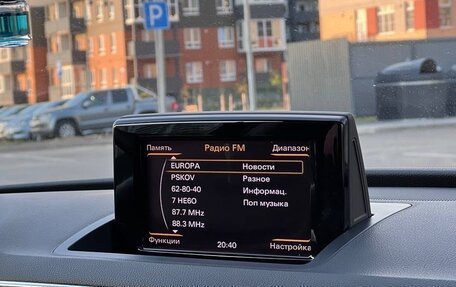 P
Память Радио FM Диапазон
EUROPA Новости
PSKOV Разное
62-80-40 Информац.
7 НЕ6О Поп музыка
87.7 MHz
88.3 MHz
Функции 20:40 Настройка